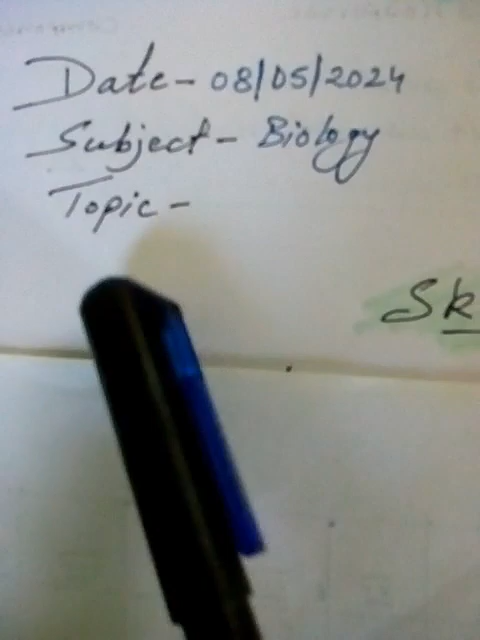 Date - 08/05/2024
Subject - Biology
Topic -
Sk